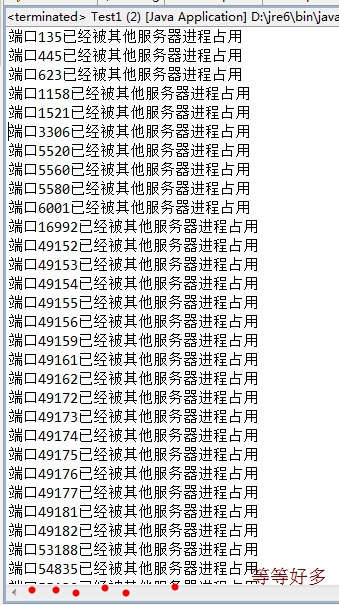 <terminated> Test1 (2) [Java Application] D:\jre6\bin\java
端口135已经被其他服务器进程占用
端口445已经被其他服务器进程占用
端口623已经被其他服务器进程占用
端口1158已经被其他服务器进程占用
端口1521已经被其他服务器进程占用
端口3306已经被其他服务器进程占用
端口5520已经被其他服务器进程占用
端口5560已经被其他服务器进程占用
端口5580已经被其他服务器进程占用
端口6001已经被其他服务器进程占用
端口16992已经被其他服务器进程占用
端口49152已经被其他服务器进程占用
端口49153已经被其他服务器进程占用
端口49154已经被其他服务器进程占用
端口49155已经被其他服务器进程占用
端口49156已经被其他服务器进程占用
端口49159已经被其他服务器进程占用
端口49161已经被其他服务器进程占用
端口49162已经被其他服务器进程占用
端口49172已经被其他服务器进程占用
端口49173已经被其他服务器进程占用
端口49174已经被其他服务器进程占用
端口49175已经被其他服务器进程占用
端口49176已经被其他服务器进程占用
端口49177已经被其他服务器进程占用
端口49181已经被其他服务器进程占用
端口49182已经被其他服务器进程占用
端口53188已经被其他服务器进程占用
端口54835已经被其他服务器进程占用
等等好多